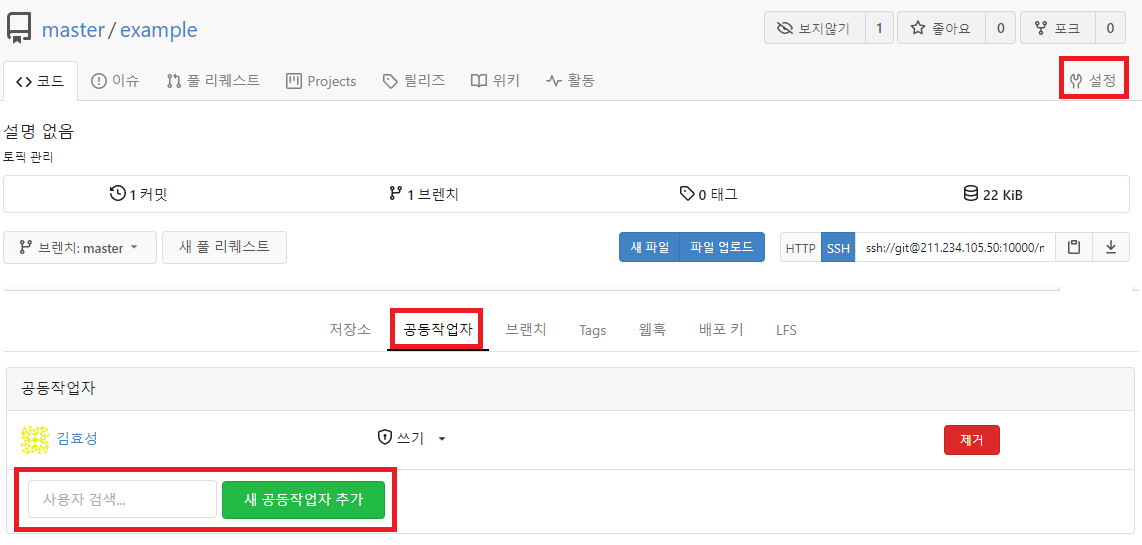 master / example
보지않기 1 좋아요 0 포크 0
코드 이슈 풀 리퀘스트 Projects 릴리즈 위키 활동 설정
설명 없음
토픽 관리
1 커밋 1 브렌치 0 태그 22 KiB
브렌치: master 새 풀 리퀘스트 새 파일 파일 업로드 HTTP SSH ssh://git@211.234.105.50:10000/
저장소 공동작업자 브랜치 Tags 웹훅 배포 키 LFS
공동작업자
김효성 쓰기 제거
사용자 검색... 새 공동작업자 추가